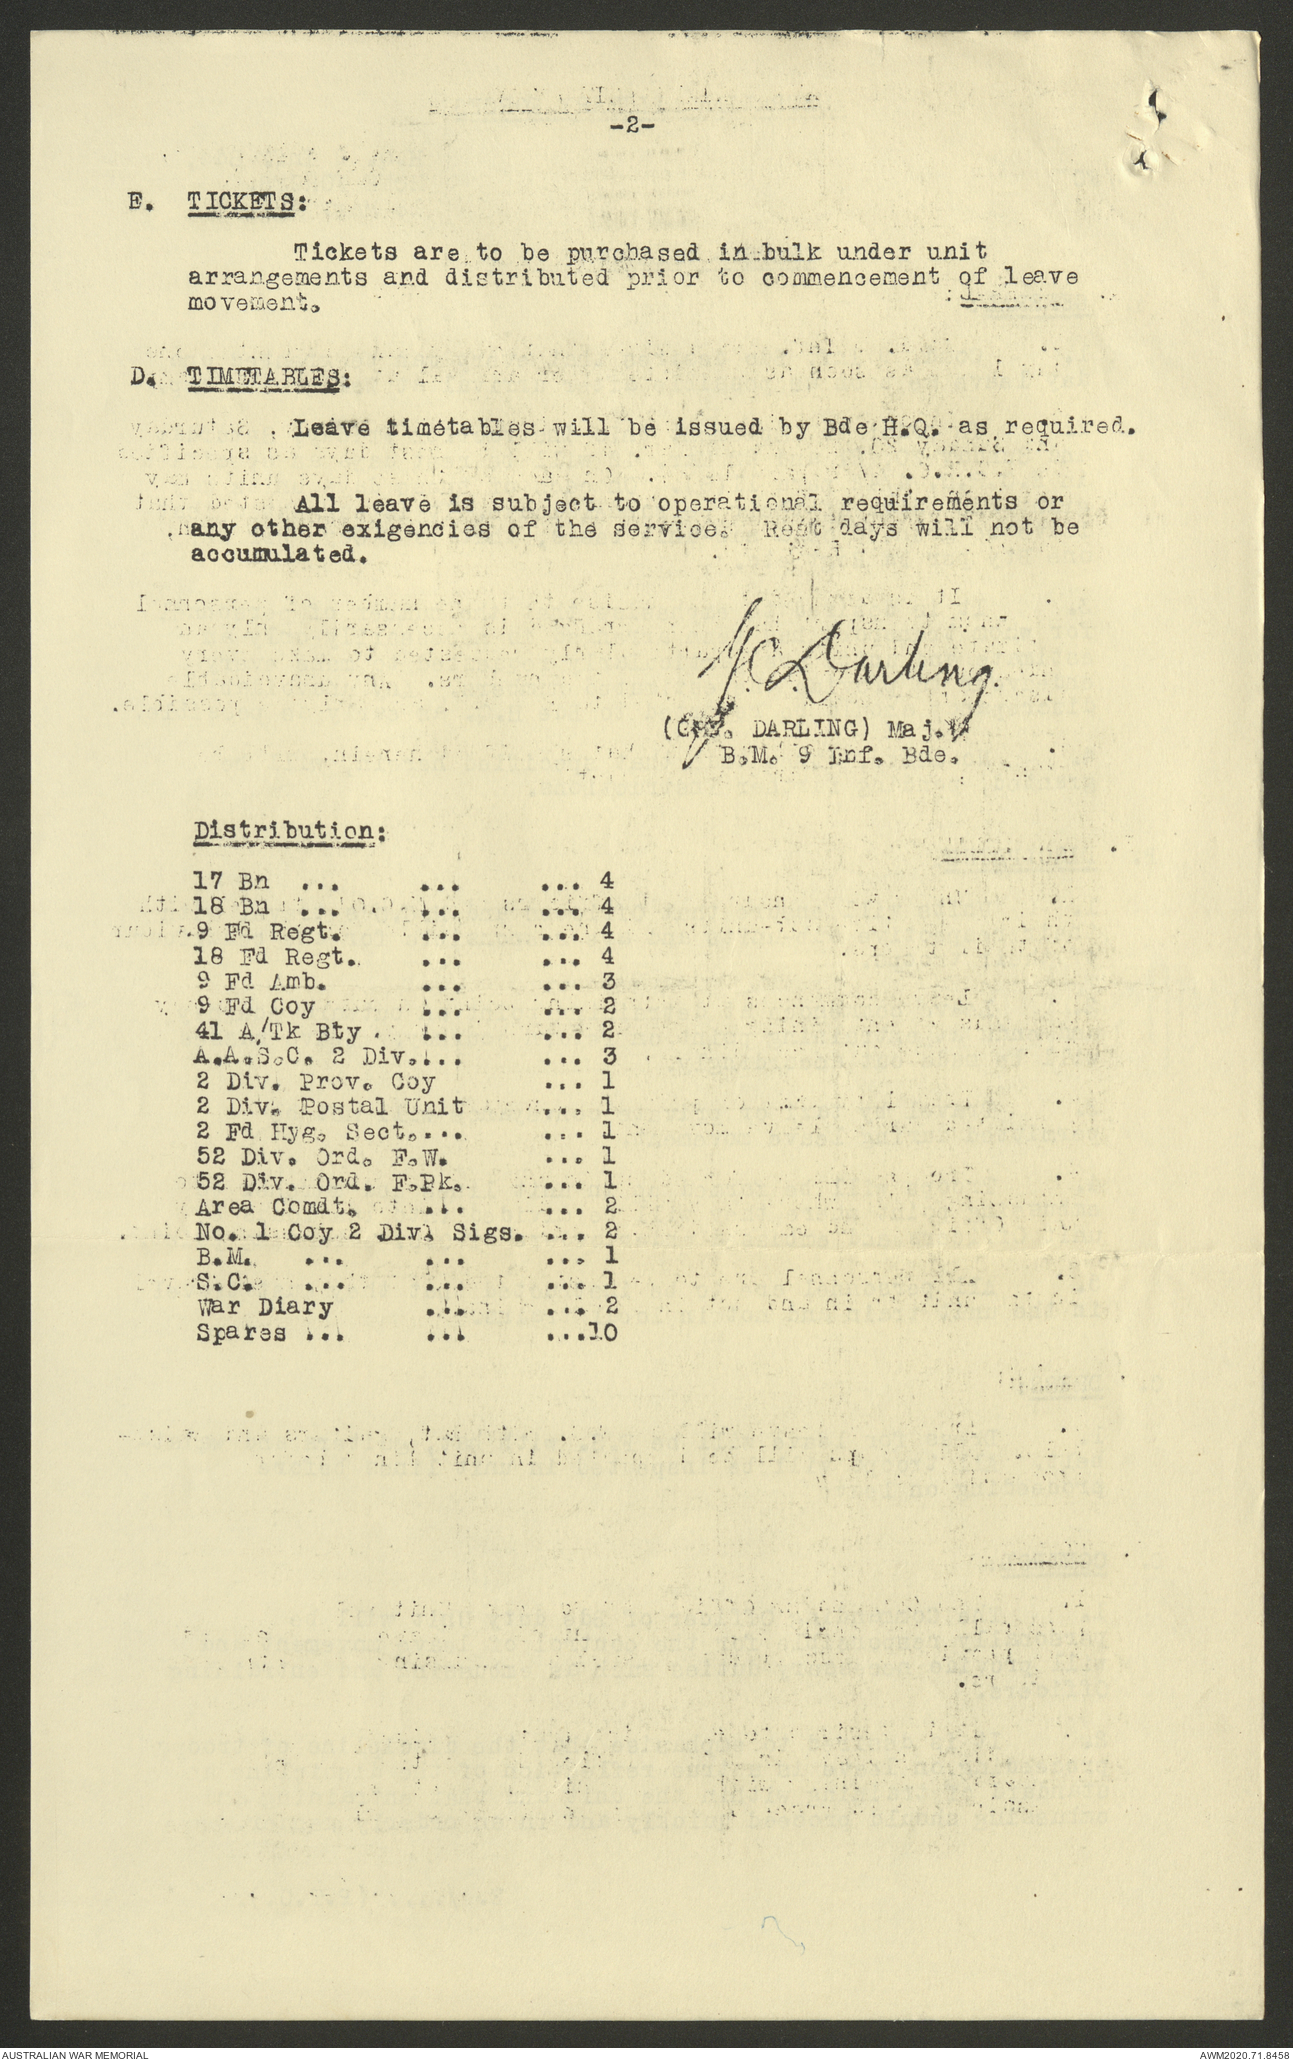 -2-
E. TICKETS:
Tickets are to be purchased in bulk under unit
arrangements and distributed prior to commencement of leave
movement.
D. TIMETABLES:
Leave timetables will be issued by Bde H.Q. as required.
All leave is subject to operational requirements or
any other exigencies of the service. Rest days will not be
accumulated.
Darling
DARLING) Maj.
B.M. 9 Inf. Bde.
Distribution:
17 Bn ... ... ... 4
18 Bn ... ... ... 4
9 Fd Regt. ... ... 4
18 Fd Regt. ... ... 4
9 Fd Amb. ... ... 3
9 Fd Coy ... ... 2
41 A/Tk Bty ... ... 2
A.A.S.C. 2 Div. ... ... 3
2 Div. Prov. Coy ... 1
2 Div. Postal Unit ... 1
2 Fd Hyg. Sect. ... ... 1
52 Div. Ord. F.W. ... 1
52 Div. Ord. F.Pk. ... 1
Area Comdt. ... ... 2
No. 1 Coy 2 Div. Sigs. ... 2
B.M. ... ... ... 1
S.C. ... ... ... 1
War Diary ... ... 2
Spares ... ... ...10
AUSTRALIAN WAR MEMORIAL
AWM2020.71.8458